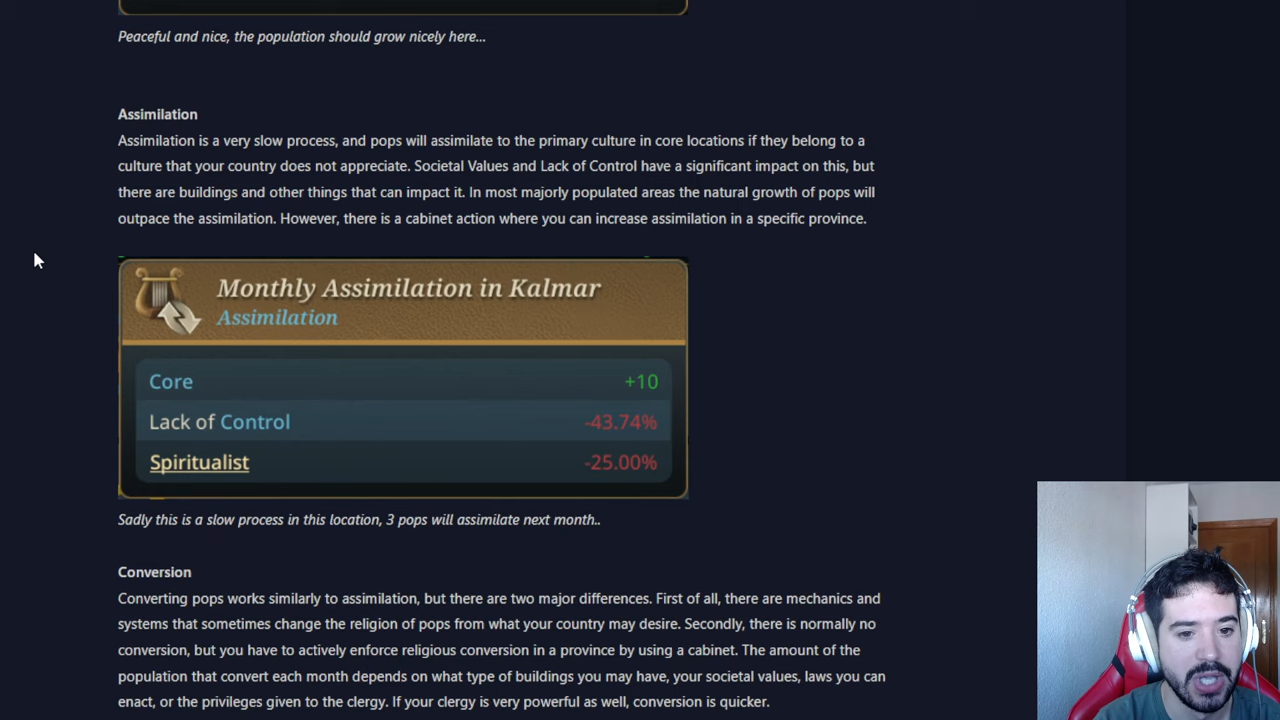 Peaceful and nice, the population should grow nicely here...
Assimilation
Assimilation is a very slow process, and pops will assimilate to the primary culture in core locations if they belong to a
culture that your country does not appreciate. Societal Values and Lack of Control have a significant impact on this, but
there are buildings and other things that can impact it. In most majorly populated areas the natural growth of pops will
outpace the assimilation. However, there is a cabinet action where you can increase assimilation in a specific province.
Monthly Assimilation in Kalmar
Assimilation
Core +10
Lack of Control -43.74%
Spiritualist -25.00%
Sadly this is a slow process in this location, 3 pops will assimilate next month..
Conversion
Converting pops works similarly to assimilation, but there are two major differences. First of all, there are mechanics and
systems that sometimes change the religion of pops from what your country may desire. Secondly, there is normally no
conversion, but you have to actively enforce religious conversion in a province by using a cabinet. The amount of the
population that convert each month depends on what type of buildings you may have, your societal values, laws you can
enact, or the privileges given to the clergy. If your clergy is very powerful as well, conversion is quicker.